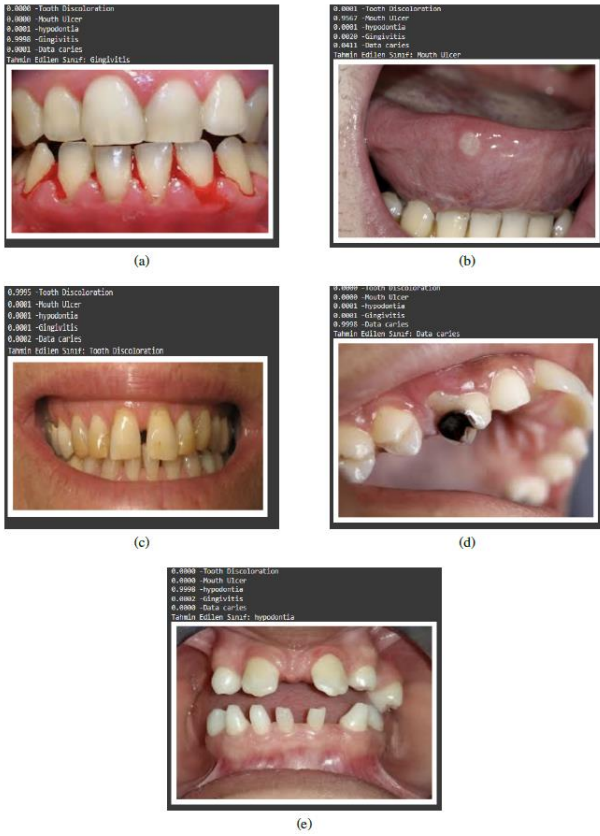 0.0000 -Tooth Discoloration
0.0000 -Mouth Ulcer
0.0001 -hypodontia
0.9998 -Gingivitis
0.0001 -Data caries
Tahmin Edilen Sınıf: Gingivitis
(a)
0.0001 -Tooth Discoloration
0.9567 -Mouth Ulcer
0.0001 -hypodontia
0.0020 -Gingivitis
0.0411 -Data caries
Tahmin Edilen Sınıf: Mouth Ulcer
(b)
0.9995 -Tooth Discoloration
0.0001 -Mouth Ulcer
0.0001 -hypodontia
0.0001 -Gingivitis
0.0002 -Data caries
Tahmin Edilen Sınıf: Tooth Discoloration
(c)
0.0000 -Tooth Discoloration
0.0000 -Mouth Ulcer
0.0001 -hypodontia
0.0001 -Gingivitis
0.9998 -Data caries
Tahmin Edilen Sınıf: Data caries
(d)
0.0000 -Tooth Discoloration
0.0000 -Mouth Ulcer
0.9998 -hypodontia
0.0002 -Gingivitis
0.0000 -Data caries
Tahmin Edilen Sınıf: hypodontia
(e)